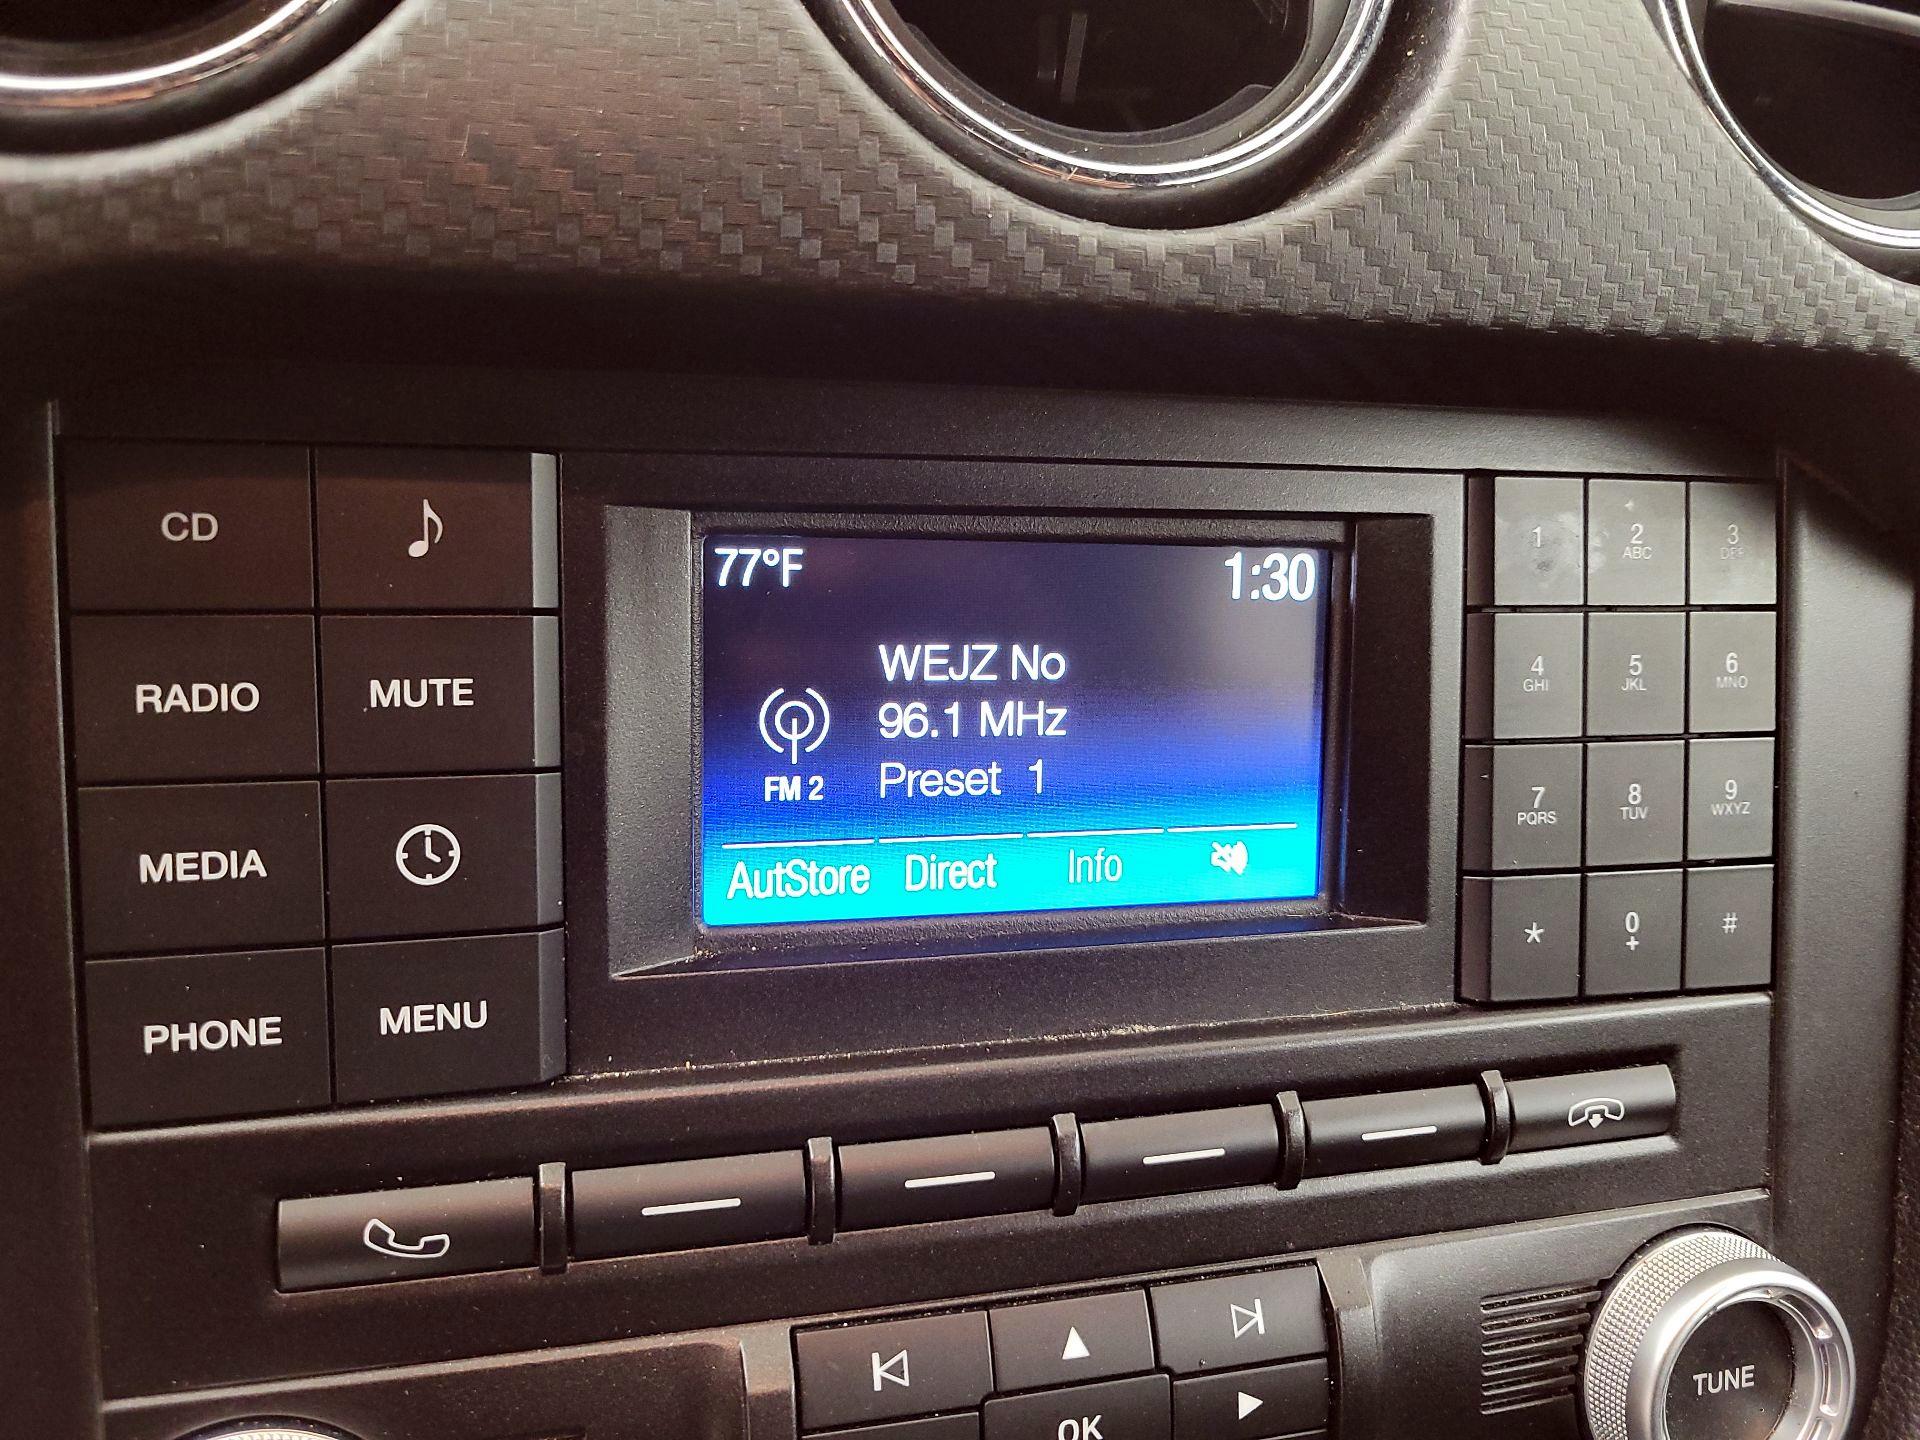 77°F 1:30
WEJZ No
96.1 MHz
FM 2 Preset 1
AutStore Direct Info
CD
RADIO MUTE
MEDIA
PHONE MENU
1 2 ABC 3 DEF
4 GHI 5 JKL 6 MNO
7 PQRS 8 TUV 9 WXYZ
* 0 + #
OK
TUNE